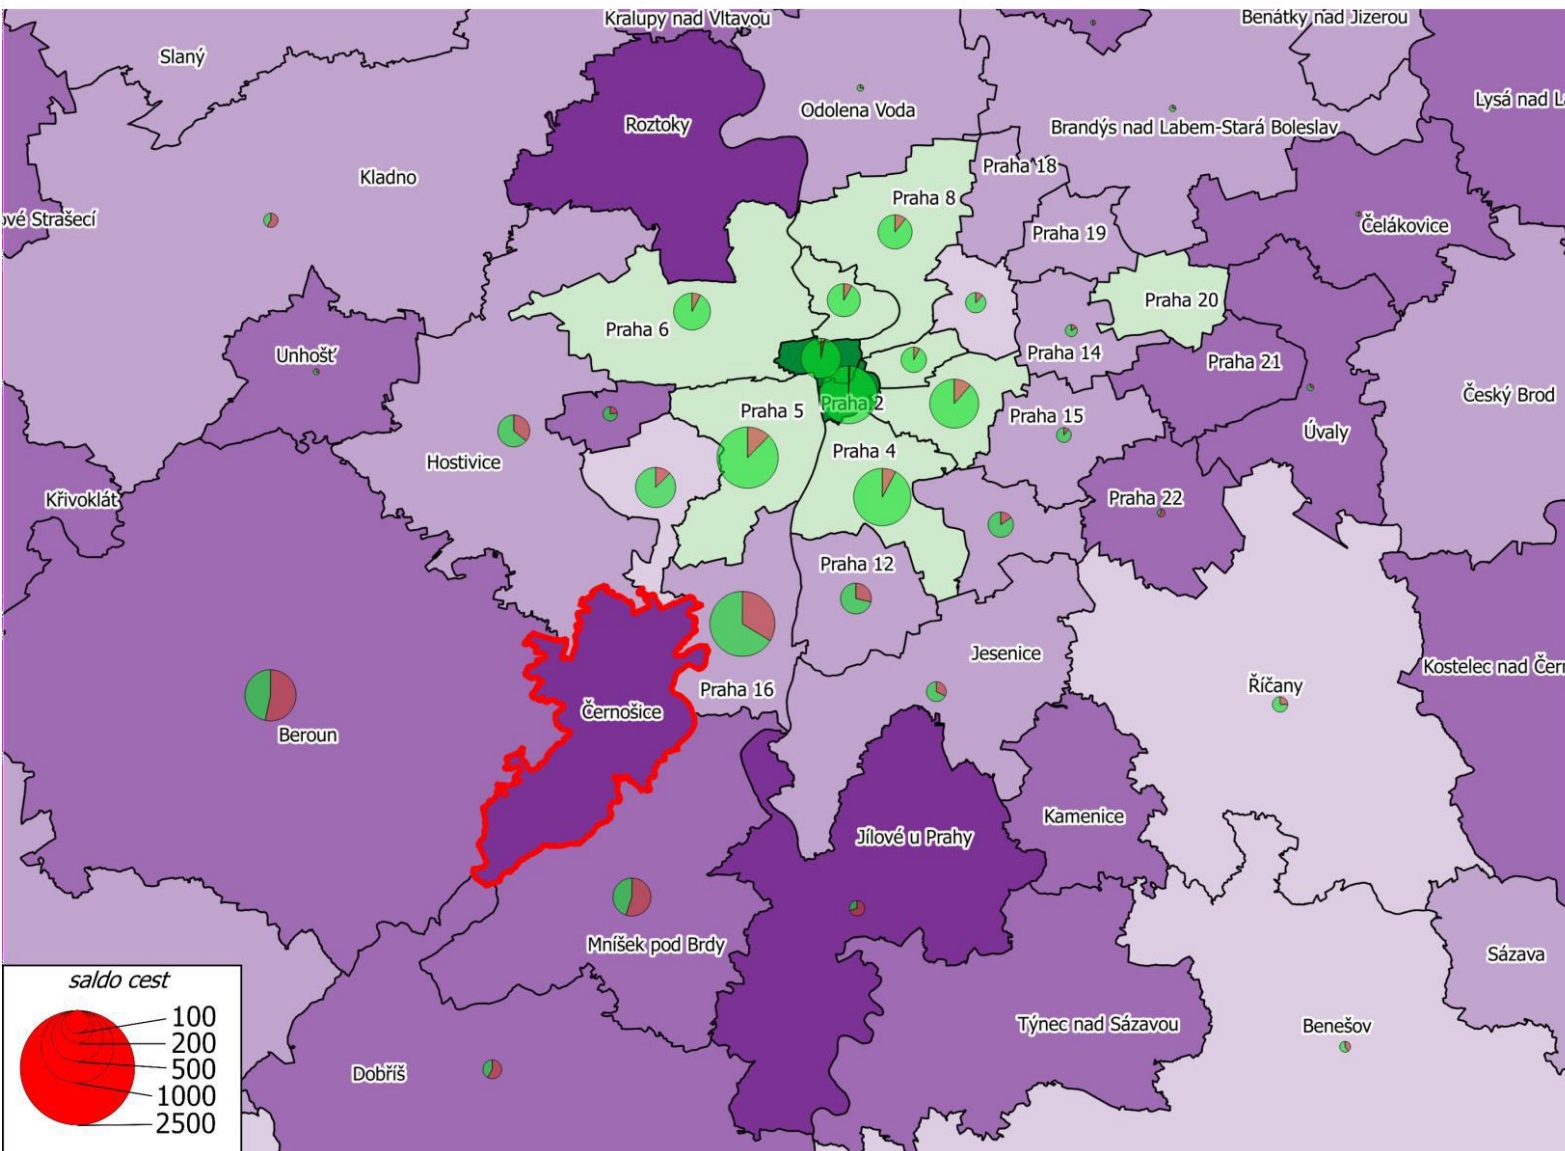 Kralupy nad Vltavou
Benátky nad Jizerou
Slaný
Lysá nad L
Odolena Voda
Roztoky
Brandýs nad Labem-Stará Boleslav
Praha 18
Kladno
Praha 8
ové Strašecí
Čelákovice
Praha 19
Praha 20
Praha 6
Unhošť
Praha 14
Praha 21
Český Brod
Praha 2
Praha 5
Praha 15
Úvaly
Praha 4
Hostivice
Křivoklát
Praha 22
Praha 12
Jesenice
Kostelec nad Čern
Praha 16
Říčany
Černošice
Beroun
Kamenice
Jílové u Prahy
Mníšek pod Brdy
Sázava
Týnec nad Sázavou
Benešov
Dobříš
saldo cest
100
200
500
1000
2500